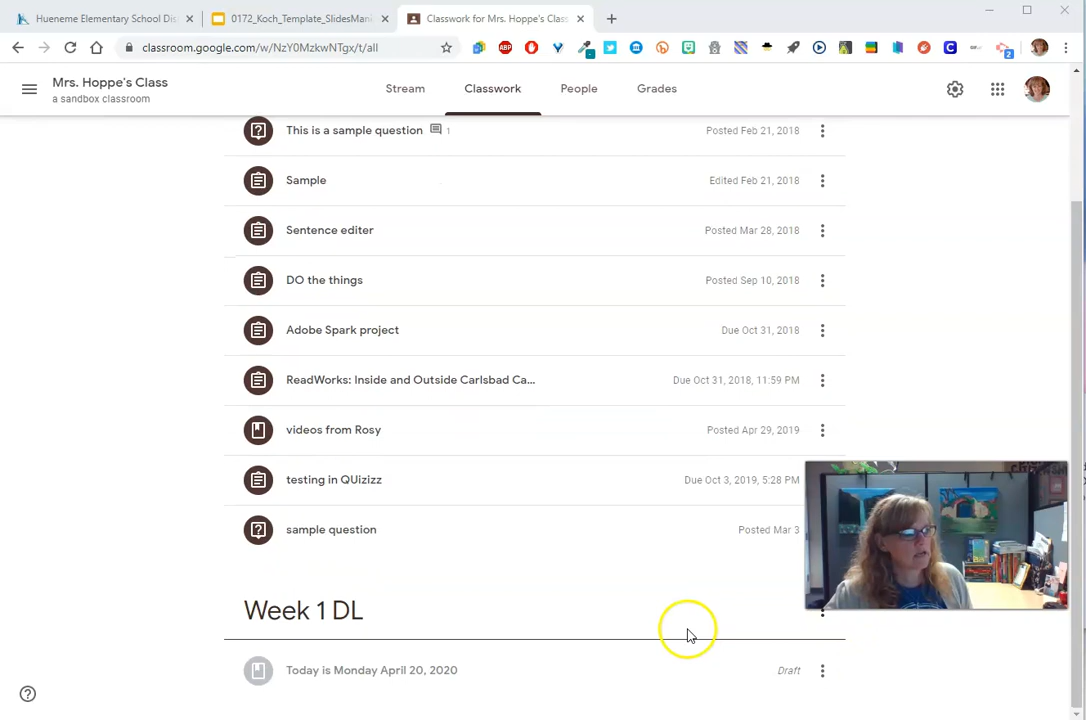 Hueneme Elementary School Dis
0172_Koch_Template_SlidesMani
Classwork for Mrs. Hoppe's Class
classroom.google.com/w/NzY0MzkwNTgx/t/all
ABP
2
Mrs. Hoppe's Class
a sandbox classroom
Stream
Classwork
People
Grades
This is a sample question
1
Posted Feb 21, 2018
Sample
Edited Feb 21, 2018
Sentence editer
Posted Mar 28, 2018
DO the things
Posted Sep 10, 2018
Adobe Spark project
Due Oct 31, 2018
ReadWorks: Inside and Outside Carlsbad Ca...
Due Oct 31, 2018, 11:59 PM
videos from Rosy
Posted Apr 29, 2019
testing in QUizizz
Due Oct 3, 2019, 5:28 PM
sample question
Posted Mar 3
Week 1 DL
Today is Monday April 20, 2020
Draft